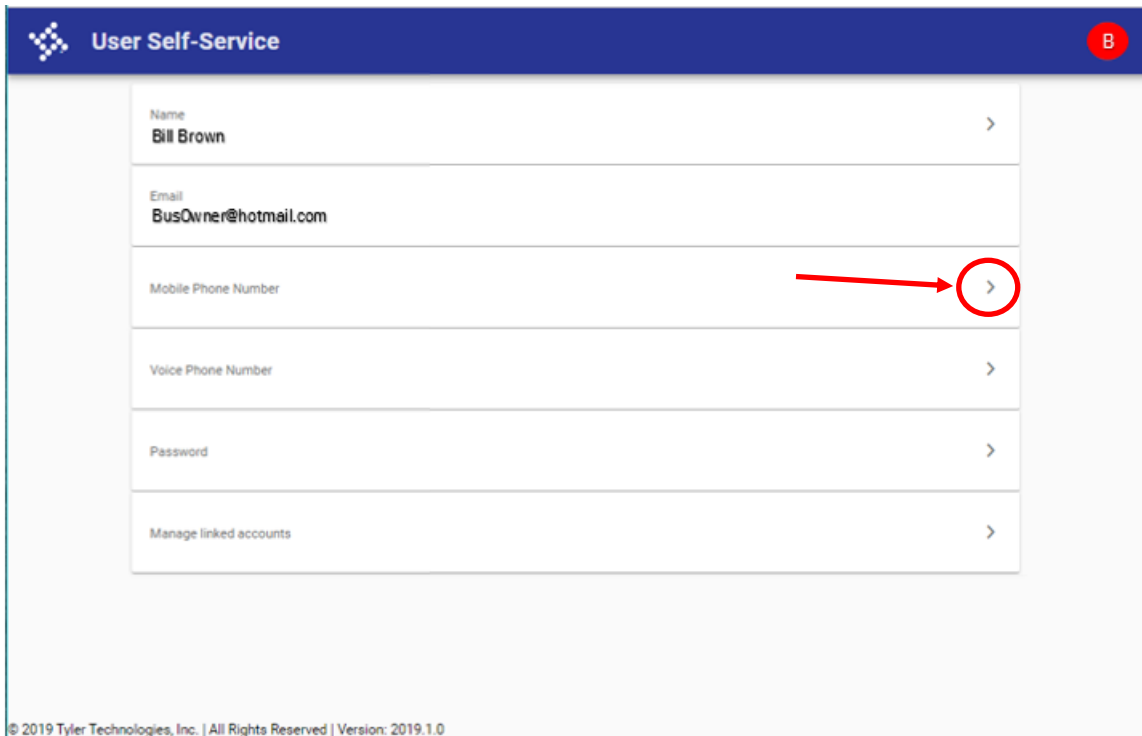 User Self-Service
B
Name
Bill Brown
Email
BusOwner@hotmail.com
Mobile Phone Number
Voice Phone Number
Password
Manage linked accounts
© 2019 Tyler Technologies, Inc. | All Rights Reserved | Version: 2019.1.0